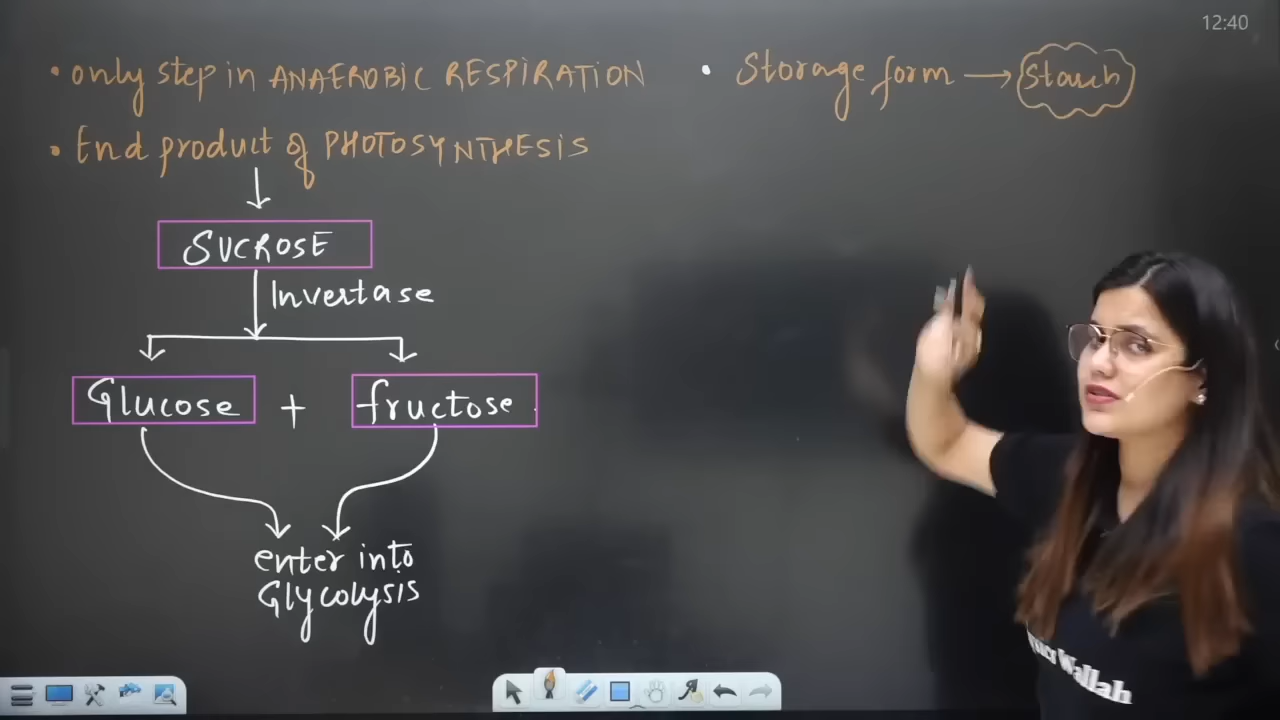 12:40
• only step in ANAEROBIC RESPIRATION
• End product of PHOTOSYNTHESIS
SUCROSE
Invertase
Glucose + fructose
enter into
Glycolysis
• Storage form → Starch
Wallah